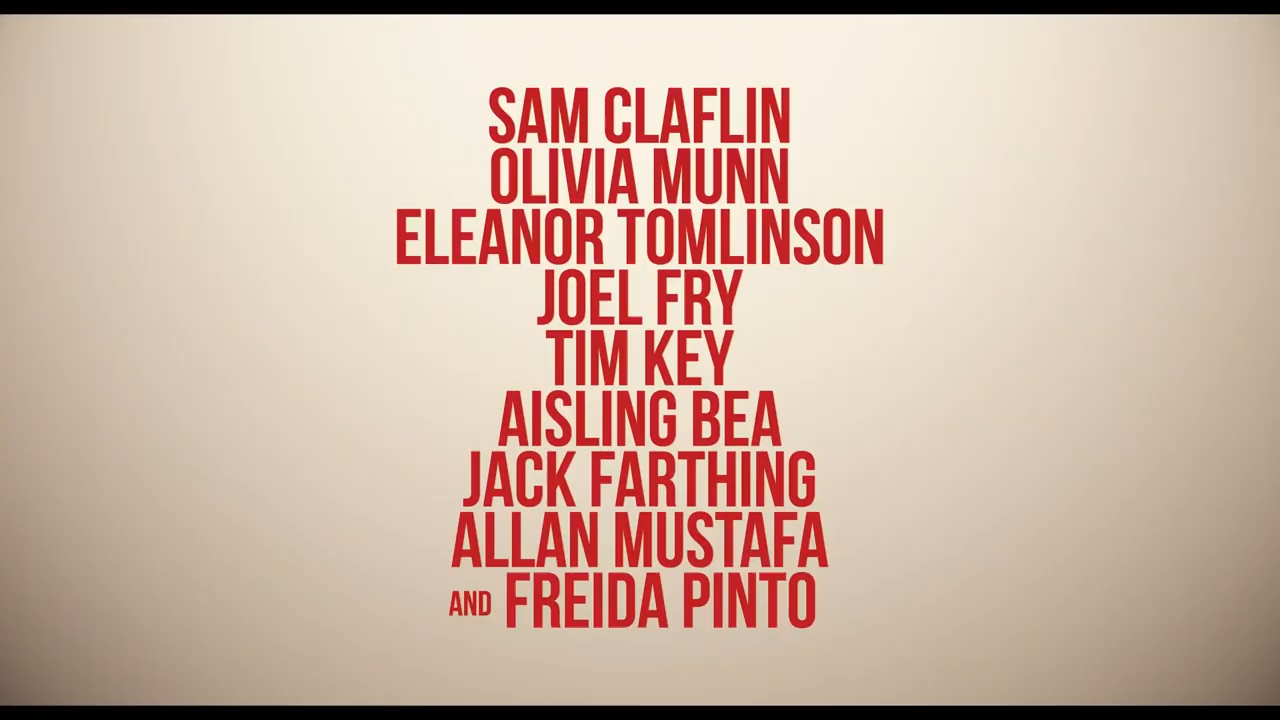 SAM CLAFLIN
OLIVIA MUNN
ELEANOR TOMLINSON
JOEL FRY
TIM KEY
AISLING BEA
JACK FARTHING
ALLAN MUSTAFA
AND FREIDA PINTO